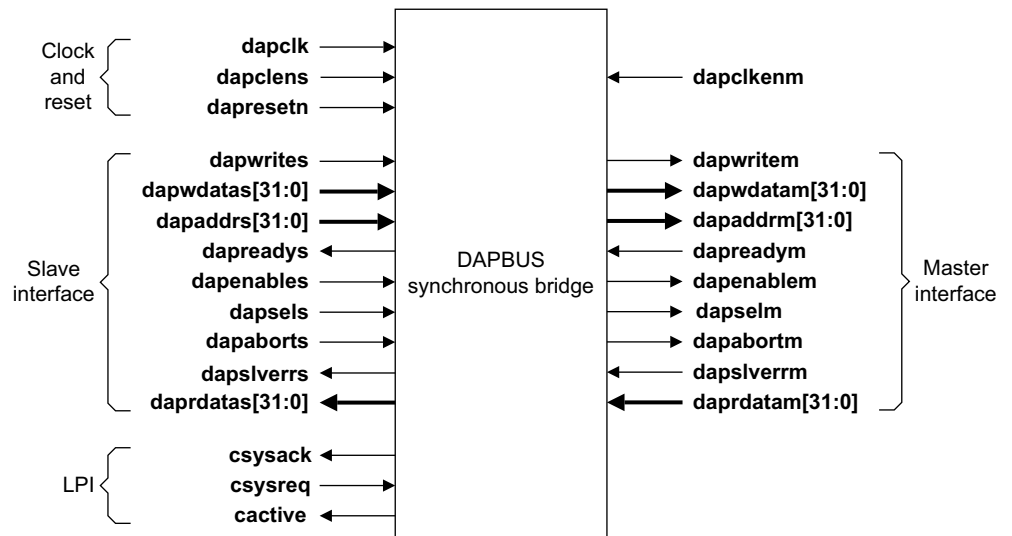 Clock
and
reset
dapclk
dapclens
dapresetn
dapclkenm
Slave
interface
dapwrites
dapwdatas[31:0]
dapaddrs[31:0]
dapreadys
dapenables
dapsels
dapaborts
dapslverrs
daprdatas[31:0]
DAPBUS
synchronous bridge
dapwritem
dapwdatam[31:0]
dapaddrm[31:0]
dapreadym
dapenablem
dapselm
dapabortm
dapslverrm
daprdatam[31:0]
Master
interface
LPI
csysack
csysreq
cactive